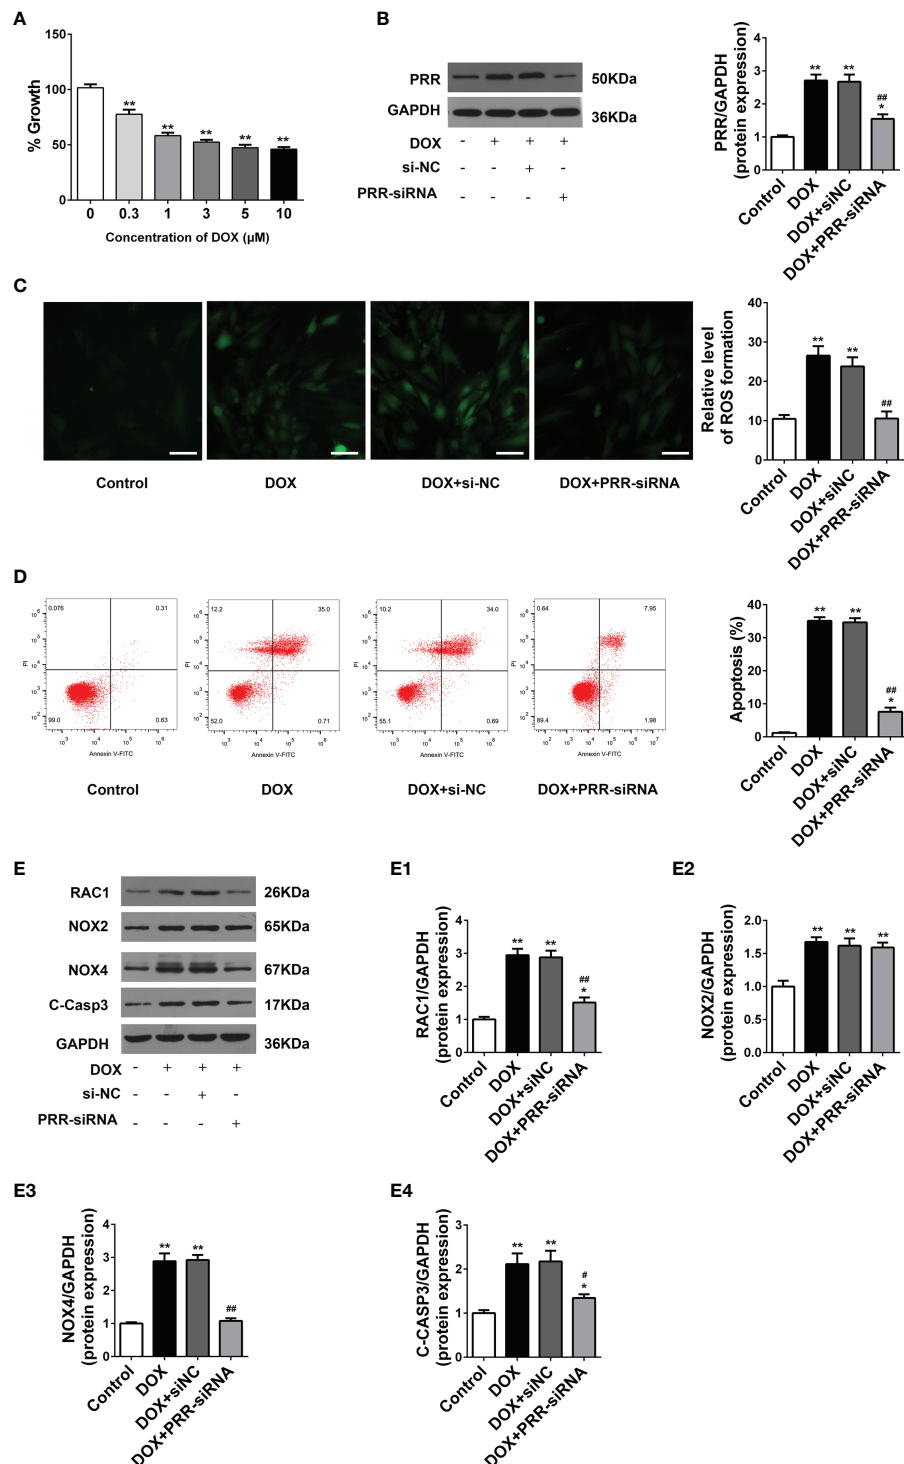 A
% Growth
150
100
50
0
**
**
**
**
**
0
0.3
1
3
5
10
Concentration of DOX (μM)
B
PRR
50KDa
GAPDH
36KDa
DOX
-
+
+
+
si-NC
-
-
+
-
PRR-siRNA
-
-
-
+
PRR/GAPDH
(protein expression)
4
3
2
1
0
**
**
##
*
Control
DOX
DOX+siNC
DOX+PRR-siRNA
C
Control
DOX
DOX+si-NC
DOX+PRR-siRNA
Relative level
of ROS formation
40
30
20
10
0
**
**
##
Control
DOX
DOX+siNC
DOX+PRR-siRNA
D
0.076
0.31
99.0
0.63
PI
Annexin V-FITC
Control
12.2
35.0
52.0
0.71
PI
Annexin V-FITC
DOX
10.2
34.0
55.1
0.69
PI
Annexin V-FITC
DOX+si-NC
0.64
7.95
89.4
1.98
PI
Annexin V-FITC
DOX+PRR-siRNA
Apoptosis (%)
40
30
20
10
0
**
**
##
*
Control
DOX
DOX+siNC
DOX+PRR-siRNA
E
RAC1
26KDa
NOX2
65KDa
NOX4
67KDa
C-Casp3
17KDa
GAPDH
36KDa
DOX
-
+
+
+
si-NC
-
-
+
-
PRR-siRNA
-
-
-
+
E1
RAC1/GAPDH
(protein expression)
4
3
2
1
0
**
**
##
*
Control
DOX
DOX+siNC
DOX+PRR-siRNA
E2
NOX2/GAPDH
(protein expression)
2.0
1.5
1.0
0.5
0.0
**
**
**
Control
DOX
DOX+siNC
DOX+PRR-siRNA
E3
NOX4/GAPDH
(protein expression)
4
3
2
1
0
**
**
##
Control
DOX
DOX+siNC
DOX+PRR-siRNA
E4
C-CASP3/GAPDH
(protein expression)
3
2
1
0
**
**
#
*
Control
DOX
DOX+siNC
DOX+PRR-siRNA